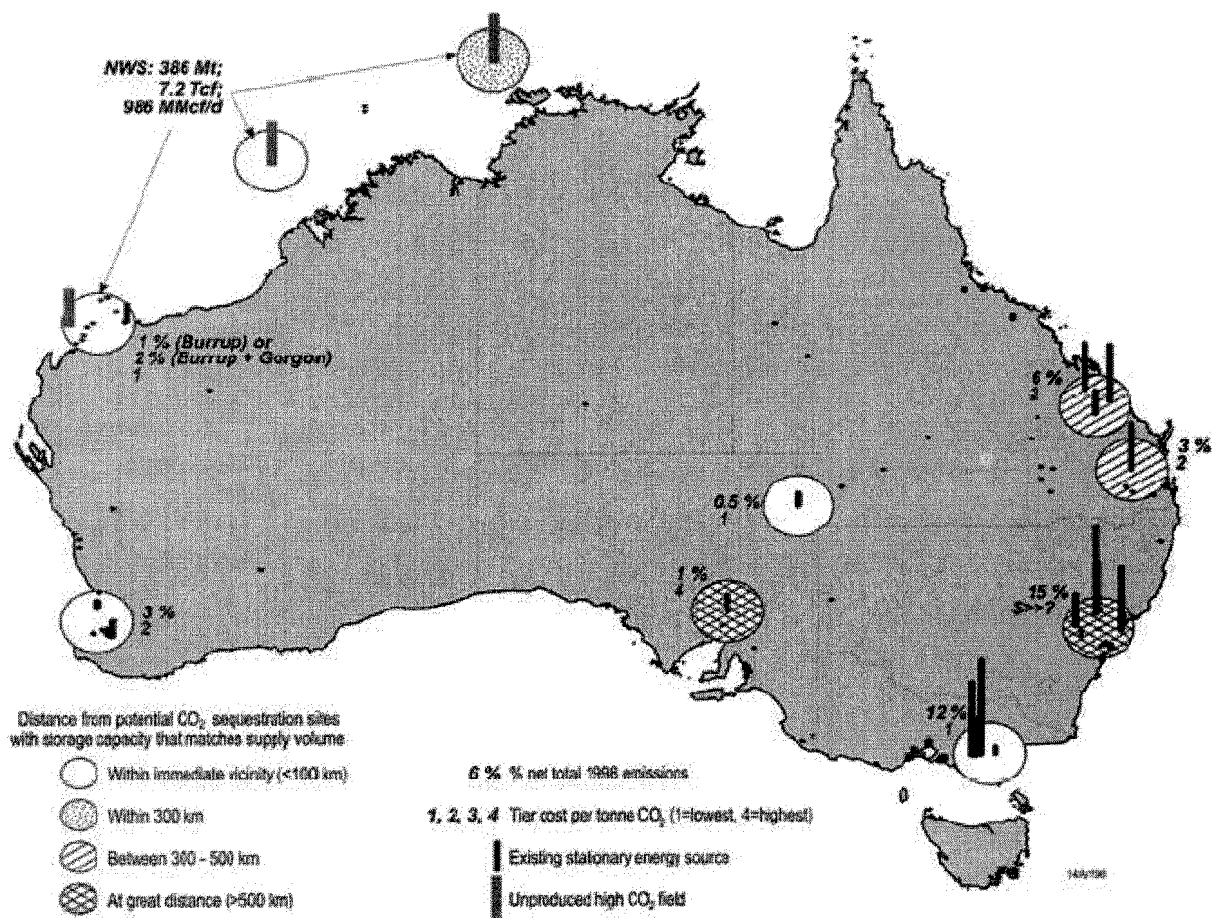 NWS: 386 Mt;
7.2 Tcf;
986 MMcf/d
1 % (Burrup) or
2 % (Burrup + Gorgon)
1
6 %
2
3 %
2
0.5 %
1
1 %
4
15 %
3 %
2
12 %
1
Distance from potential CO₂ sequestration sites
with storage capacity that matches supply volume
Within immediate vicinity (<100 km)
Within 300 km
Between 300 - 500 km
At great distance (>500 km)
6 % % net total 1998 emissions
1, 2, 3, 4 Tier cost per tonne CO₂ (1=lowest, 4=highest)
Existing stationary energy source
Unproduced high CO₂ field